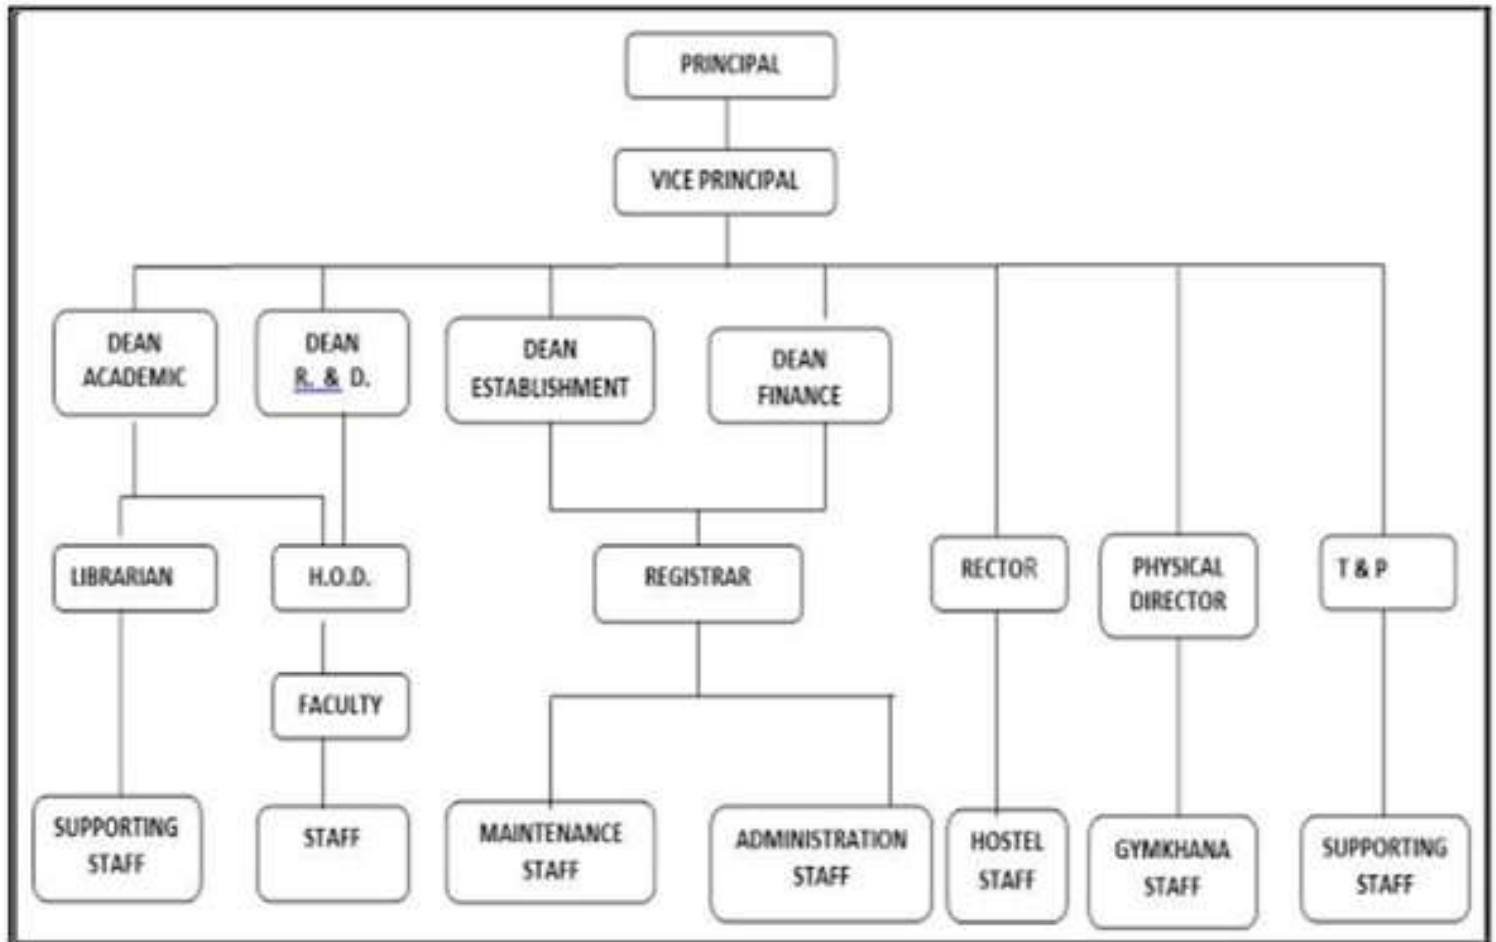 PRINCIPAL
VICE PRINCIPAL
DEAN
ACADEMIC
DEAN
R. & D.
DEAN
ESTABLISHMENT
DEAN
FINANCE
LIBRARIAN
H.O.D.
REGISTRAR
RECTOR
PHYSICAL
DIRECTOR
T & P
FACULTY
SUPPORTING
STAFF
STAFF
MAINTENANCE
STAFF
ADMINISTRATION
STAFF
HOSTEL
STAFF
GYMKHANA
STAFF
SUPPORTING
STAFF